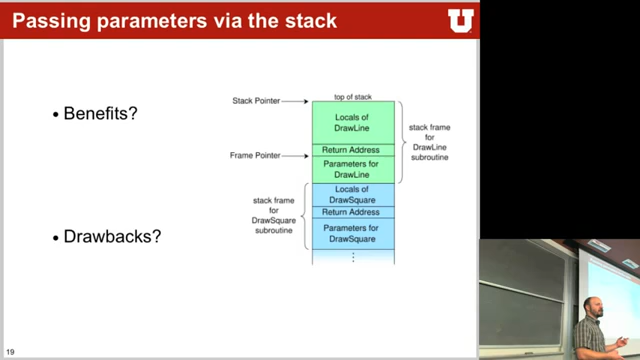 Passing parameters via the stack
U
• Benefits?
• Drawbacks?
top of stack
Stack Pointer
Locals of
DrawLine
Return Address
Frame Pointer
Parameters for
DrawLine
stack frame
for
DrawLine
subroutine
Locals of
DrawSquare
Return Address
Parameters for
DrawSquare
stack frame
for
DrawSquare
subroutine
19